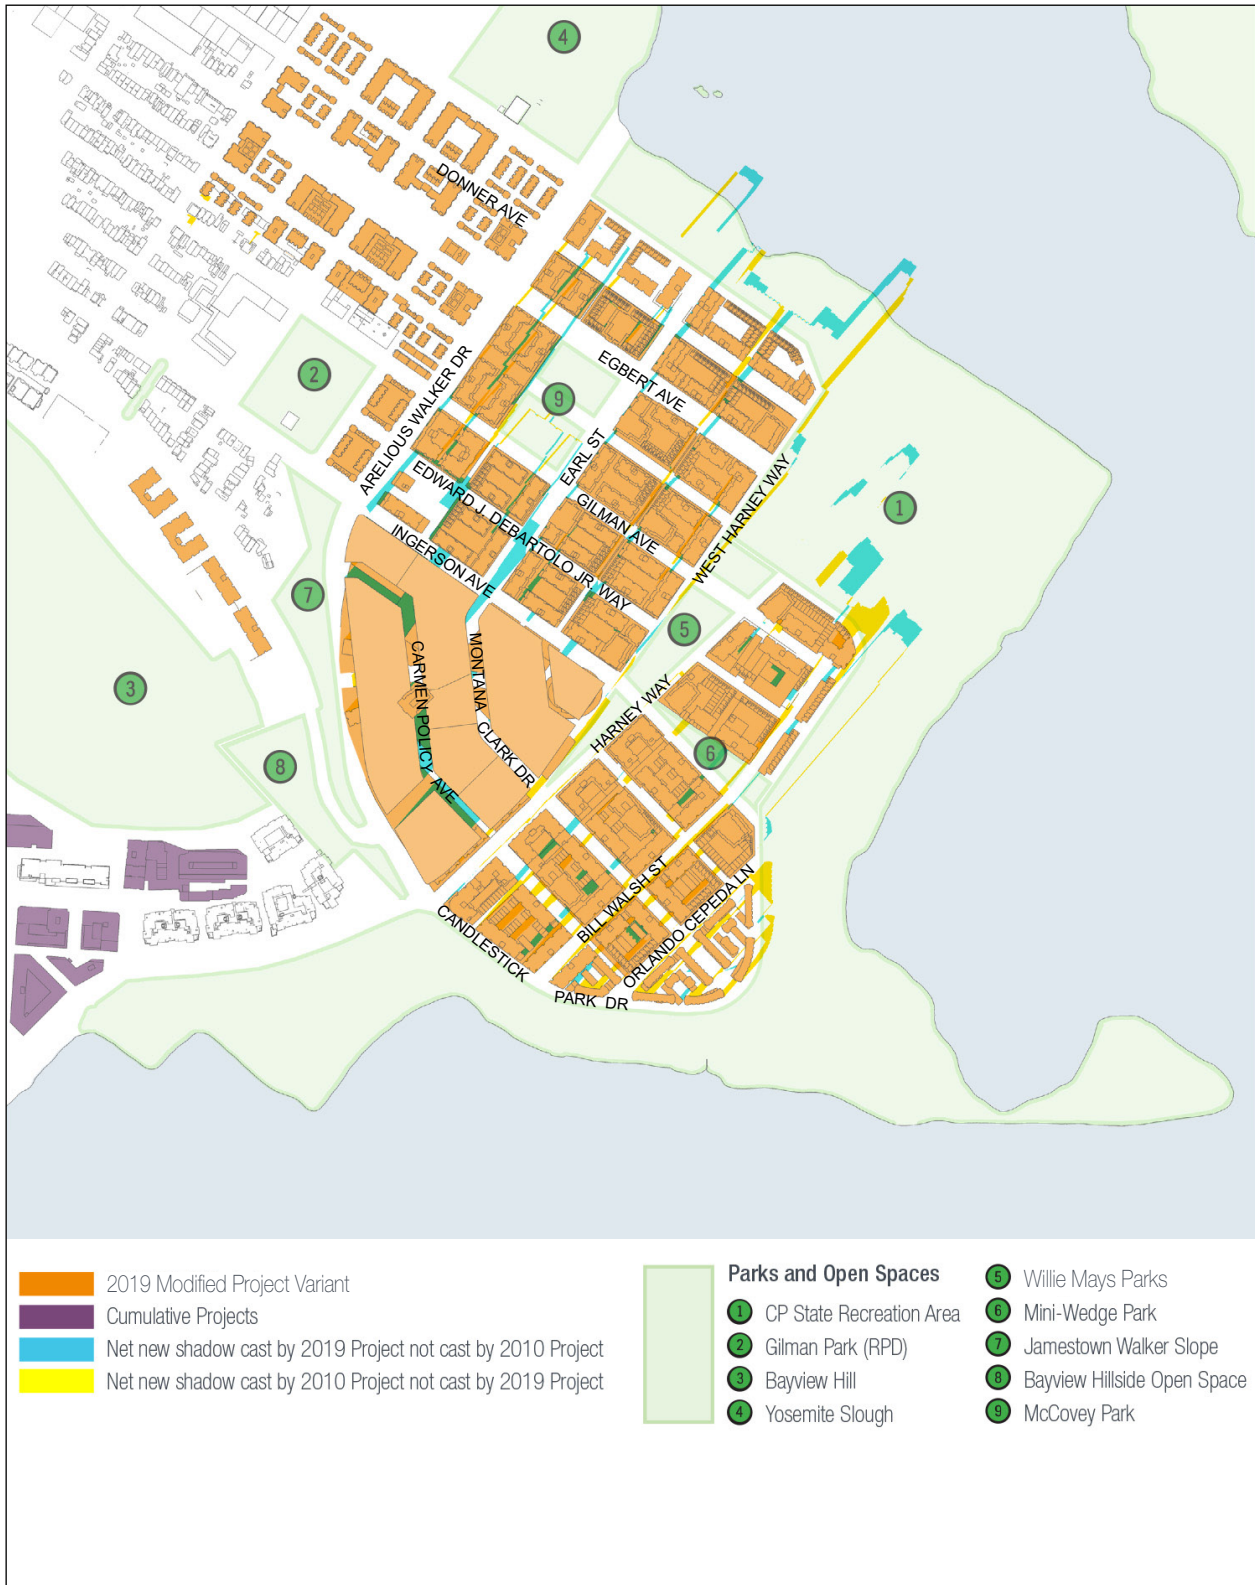 4
DONNER AVE
2
9
EGBERT AVE
ARELIOUS WALKER DR
EARL ST
EDWARD J. DEBARTOLO JR. WAY
GILMAN AVE
WEST HARNEY WAY
1
INGERSON AVE
7
5
3
MONTANA
CARMEN POLICY AVE
CLARK DR
HARNEY WAY
6
8
BILL WALSH ST
ORLANDO CEPEDA LN
CANDLESTICK
PARK DR
2019 Modified Project Variant
Cumulative Projects
Net new shadow cast by 2019 Project not cast by 2010 Project
Net new shadow cast by 2010 Project not cast by 2019 Project
Parks and Open Spaces
1 CP State Recreation Area
2 Gilman Park (RPD)
3 Bayview Hill
4 Yosemite Slough
5 Willie Mays Parks
6 Mini-Wedge Park
7 Jamestown Walker Slope
8 Bayview Hillside Open Space
9 McCovey Park